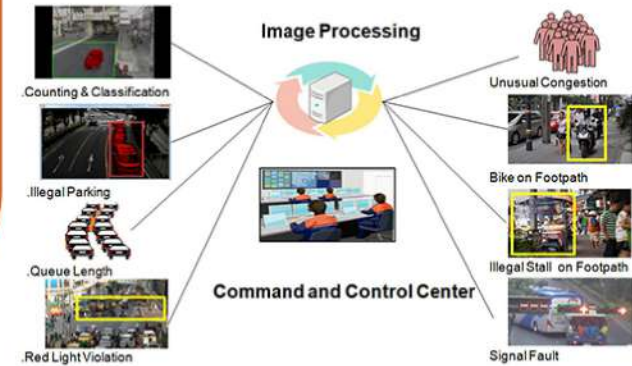 Image Processing
.Counting & Classification
.Illegal Parking
.Queue Length
.Red Light Violation
Command and Control Center
Unusual Congestion
Bike on Footpath
Illegal Stall on Footpath
Signal Fault